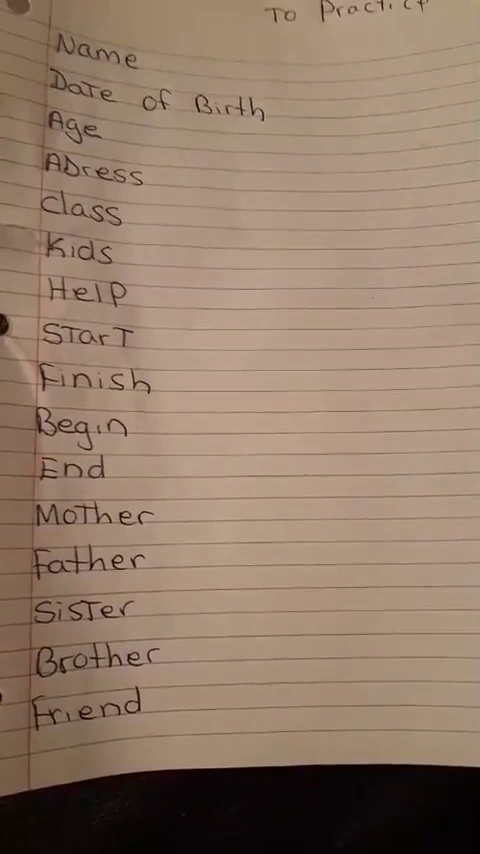 To Practice
Name
Date of Birth
Age
ADress
Class
Kids
Help
Start
Finish
Begin
End
Mother
Father
Sister
Brother
Friend